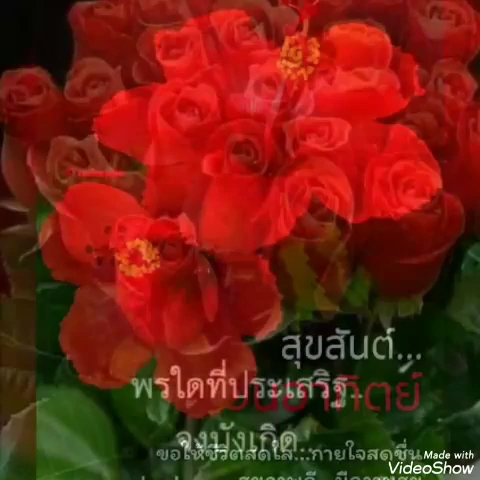 สุขสันต์...
พรใดที่ประเสริฐ..
วันอาทิตย์
จงบังเกิด
ขอให้ชีวิตสดใส...กายใจสดชื่น
Made with
VideoShow